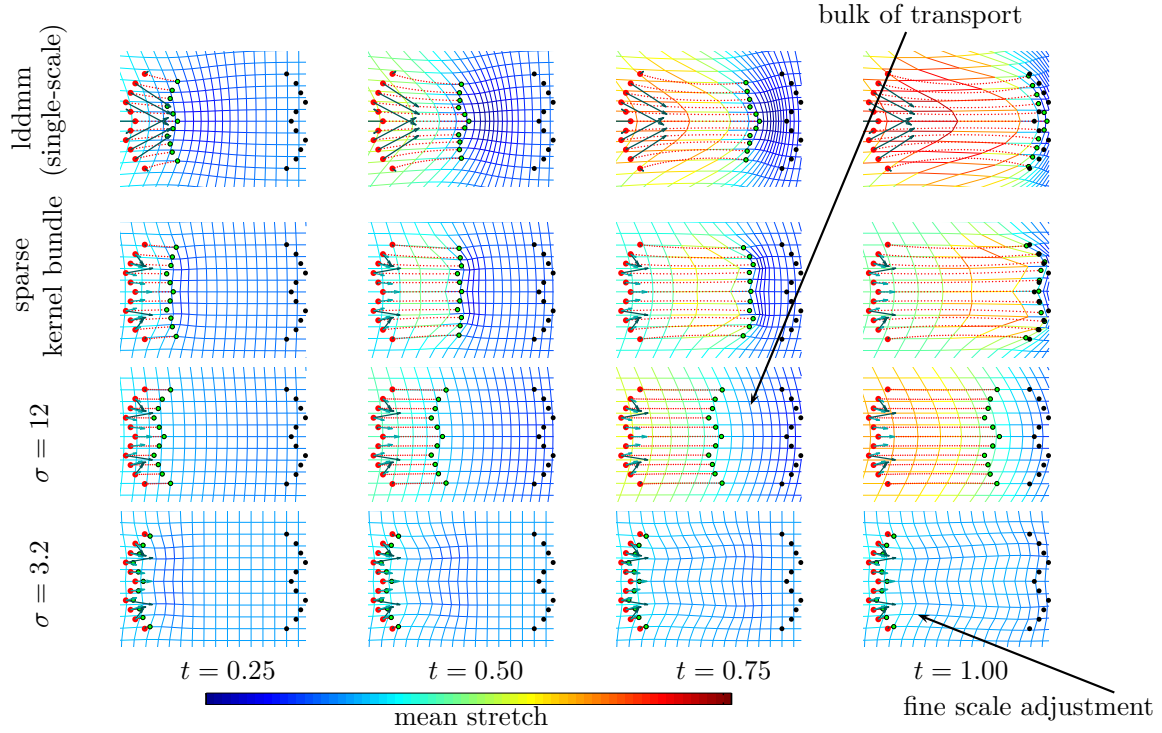 bulk of transport
lddmm
(single-scale)
sparse
kernel bundle
σ = 12
σ = 3.2
t = 0.25
t = 0.50
t = 0.75
t = 1.00
mean stretch
fine scale adjustment